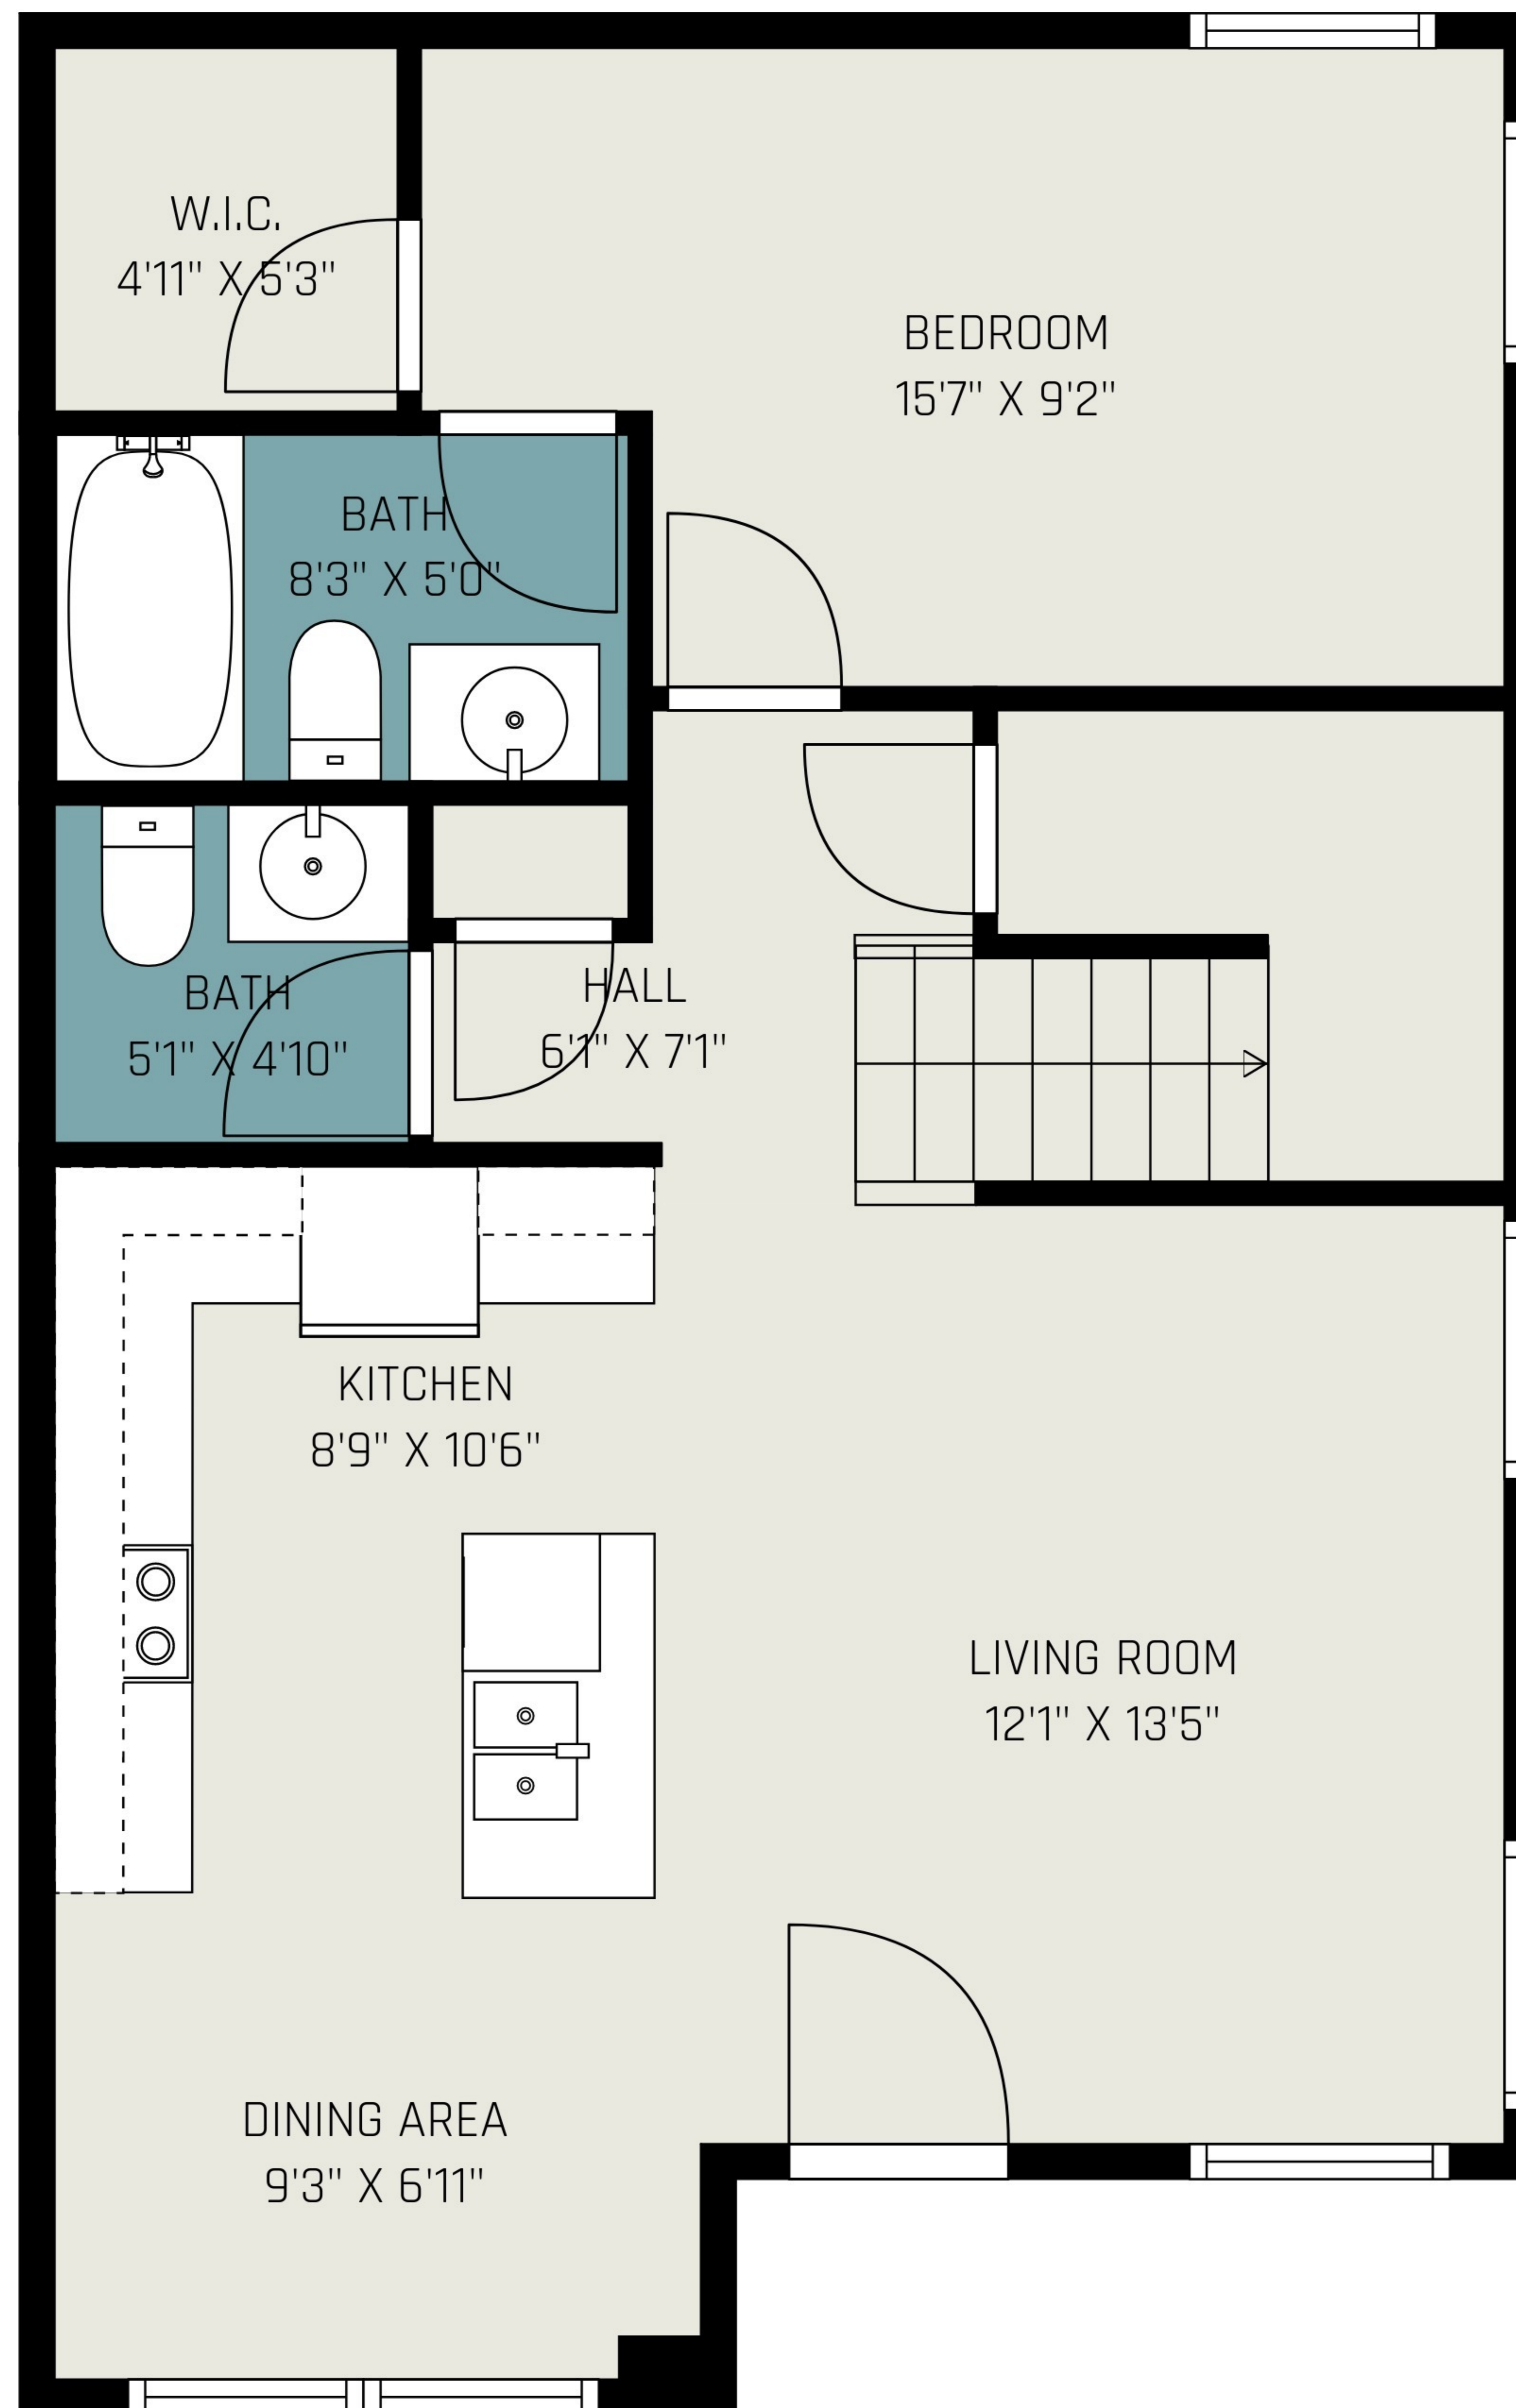 W.I.C.
4'11" X 5'3"
BEDROOM
15'7" X 9'2"
BATH
8'3" X 5'0"
BATH
5'1" X 4'10"
HALL
6'1" X 7'1"
KITCHEN
8'9" X 10'6"
LIVING ROOM
12'1" X 13'5"
DINING AREA
9'3" X 6'11"